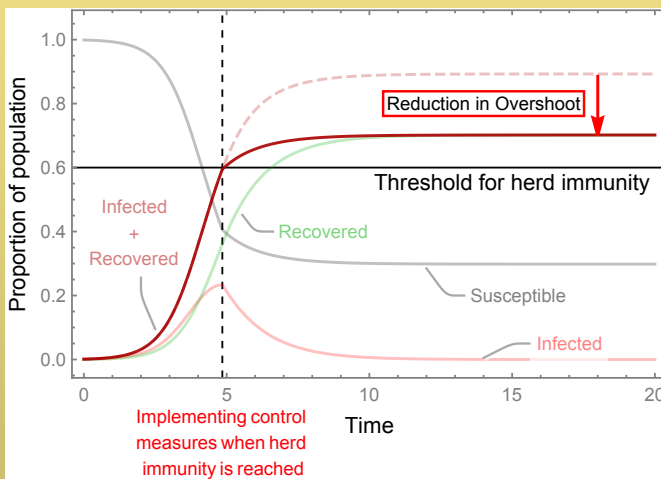 Proportion of population
1.0
0.8
0.6
0.4
0.2
0.0
Reduction in Overshoot
Threshold for herd immunity
Infected
+
Recovered
Recovered
Susceptible
Infected
0
5
10
15
20
Time
Implementing control
measures when herd
immunity is reached